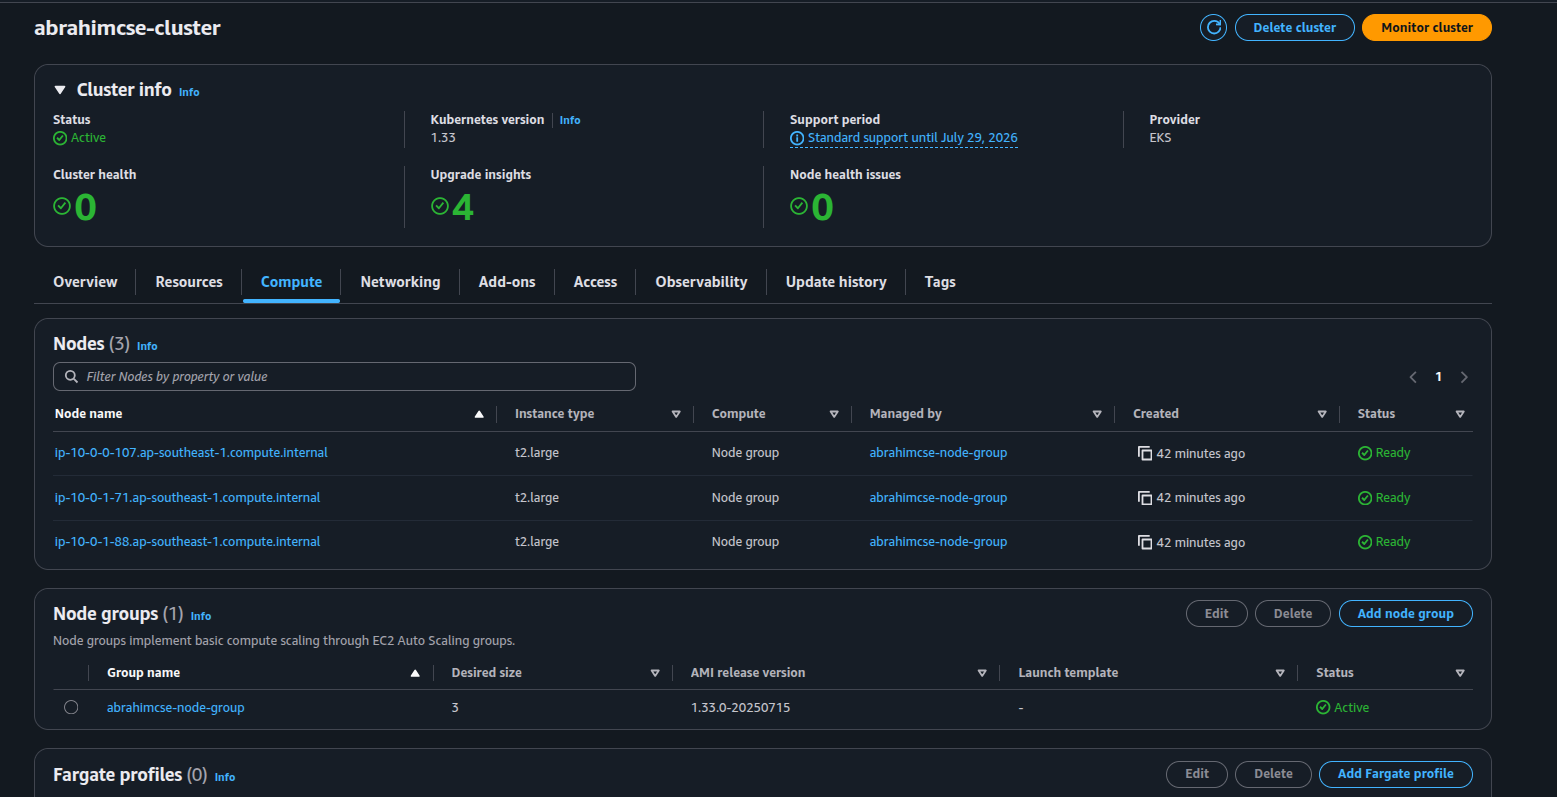 abrahimcse-cluster
Delete cluster
Monitor cluster
Cluster info Info
Status
Kubernetes version Info
Support period
Provider
Active
1.33
Standard support until July 29, 2026
EKS
Cluster health
Upgrade insights
Node health issues
0
4
0
Overview Resources Compute Networking Add-ons Access Observability Update history Tags
Nodes (3) Info
Filter Nodes by property or value
1
Node name Instance type Compute Managed by Created Status
ip-10-0-0-107.ap-southeast-1.compute.internal t2.large Node group abrahimcse-node-group 42 minutes ago Ready
ip-10-0-1-71.ap-southeast-1.compute.internal t2.large Node group abrahimcse-node-group 42 minutes ago Ready
ip-10-0-1-88.ap-southeast-1.compute.internal t2.large Node group abrahimcse-node-group 42 minutes ago Ready
Node groups (1) Info
Edit Delete Add node group
Node groups implement basic compute scaling through EC2 Auto Scaling groups.
Group name Desired size AMI release version Launch template Status
abrahimcse-node-group 3 1.33.0-20250715 - Active
Fargate profiles (0) Info
Edit Delete Add Fargate profile